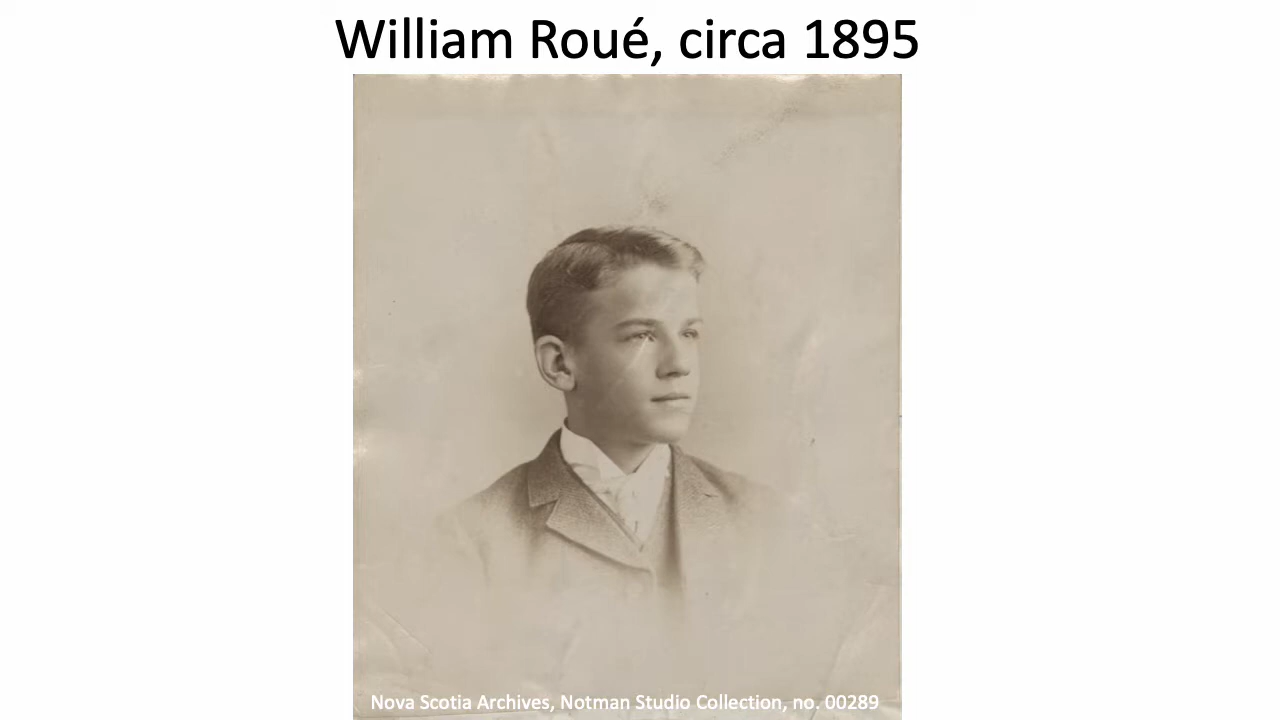 William Roué, circa 1895
Nova Scotia Archives, Notman Studio Collection, no. 00289